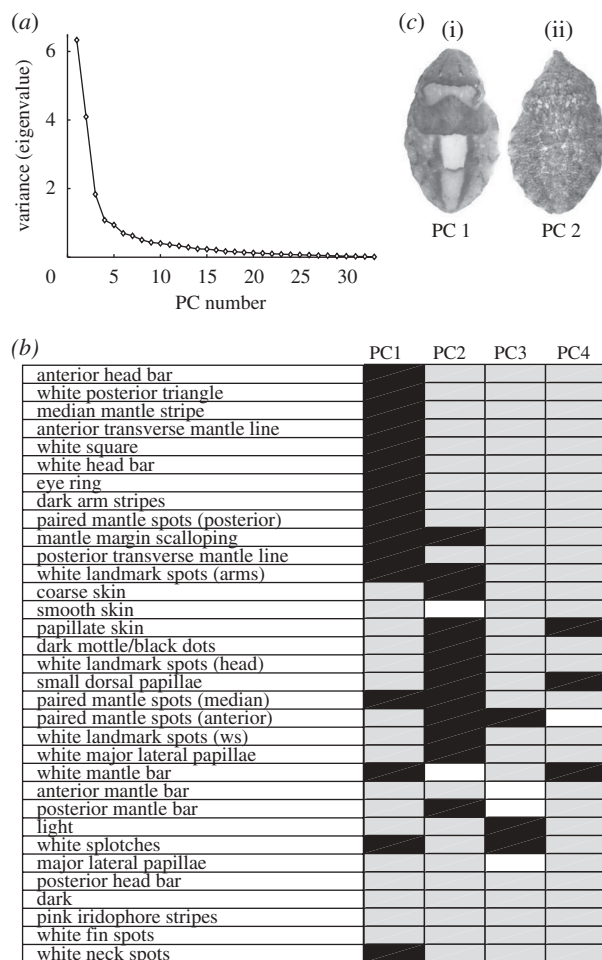 (a)
variance (eigenvalue)
6
4
2
0
5
10
15
20
25
30
PC number
(c)
(i)
(ii)
PC 1
PC 2
(b)
PC1 PC2 PC3 PC4
anterior head bar
white posterior triangle
median mantle stripe
anterior transverse mantle line
white square
white head bar
eye ring
dark arm stripes
paired mantle spots (posterior)
mantle margin scalloping
posterior transverse mantle line
white landmark spots (arms)
coarse skin
smooth skin
papillate skin
dark mottle/black dots
white landmark spots (head)
small dorsal papillae
paired mantle spots (median)
paired mantle spots (anterior)
white landmark spots (ws)
white major lateral papillae
white mantle bar
anterior mantle bar
posterior mantle bar
light
white splotches
major lateral papillae
posterior head bar
dark
pink iridophore stripes
white fin spots
white neck spots